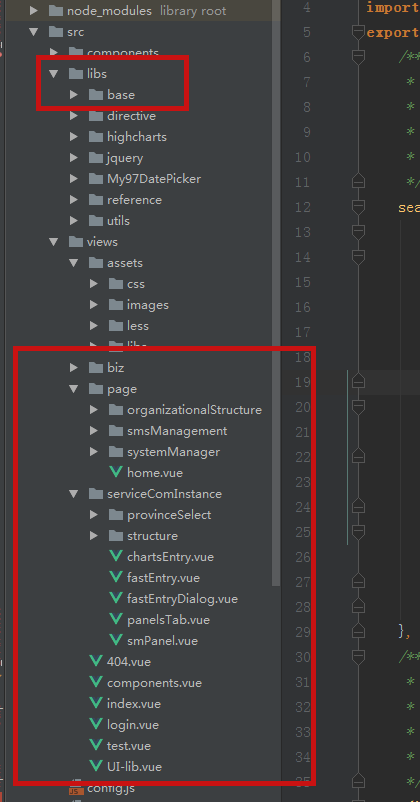 node_modules library root
src
components
libs
base
directive
highcharts
jquery
My97DatePicker
reference
utils
views
assets
css
images
less
libs
biz
page
organizationalStructure
smsManagement
systemManager
home.vue
serviceComInstance
provinceSelect
structure
chartsEntry.vue
fastEntry.vue
fastEntryDialog.vue
panelsTab.vue
smPanel.vue
404.vue
components.vue
index.vue
login.vue
test.vue
UI-lib.vue
JS config.js
4 import
5 export
6 /**
7 *
8 *
9 *
10 *
11 */
12 sea
13
14
15
16
17
18
19
20
21
22
23
24
25
26
27
28
29 },
30 /**
31 *
32 *
33 *
34 *
35 */